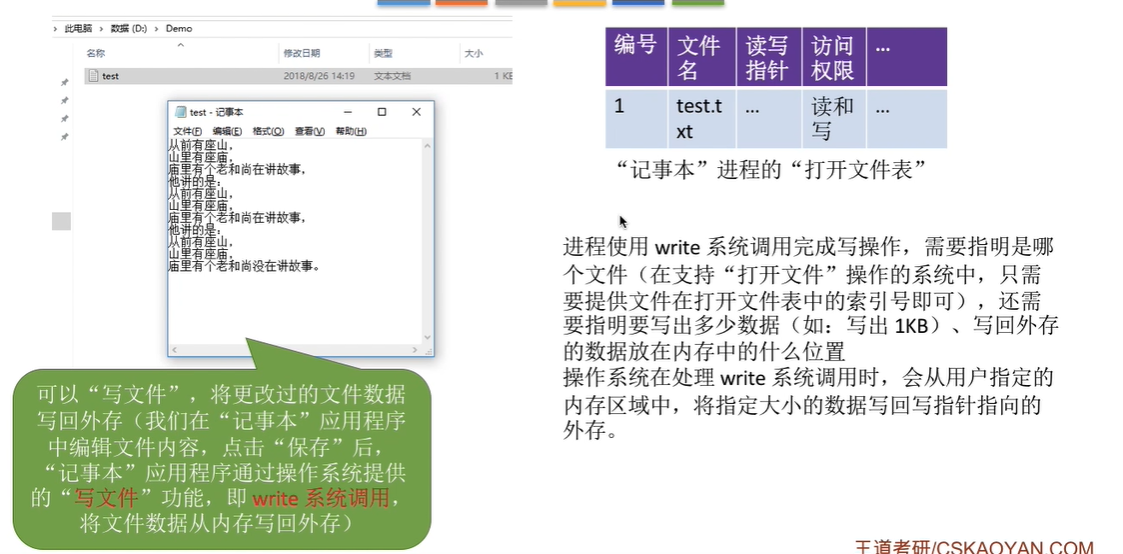 此电脑 › 数据 (D:) › Demo
名称 修改日期 类型 大小
test 2018/8/26 14:19 文本文档 1 KB
test - 记事本
文件(F) 编辑(E) 格式(O) 查看(V) 帮助(H)
从前有座山，
山里有座庙，
庙里有个老和尚在讲故事，
他讲的是：
从前有座山，
山里有座庙，
庙里有个老和尚在讲故事，
他讲的是：
从前有座山，
山里有座庙，
庙里有个老和尚没在讲故事。
可以“写文件”，将更改过的文件数据
写回外存（我们在“记事本”应用程序
中编辑文件内容，点击“保存”后，
“记事本”应用程序通过操作系统提供
的“写文件”功能，即 write 系统调用，
将文件数据从内存写回外存）
编号 文件名 读写指针 访问权限 ...
1 test.txt ... 读和写 ...
“记事本”进程的“打开文件表”
进程使用 write 系统调用完成写操作，需要指明是哪
个文件（在支持“打开文件”操作的系统中，只需
要提供文件在打开文件表中的索引号即可），还需
要指明要写出多少数据（如：写出 1KB）、写回外存
的数据放在内存中的什么位置
操作系统在处理 write 系统调用时，会从用户指定的
内存区域中，将指定大小的数据写回写指针指向的
外存。
王道考研/CSKAOYAN.COM